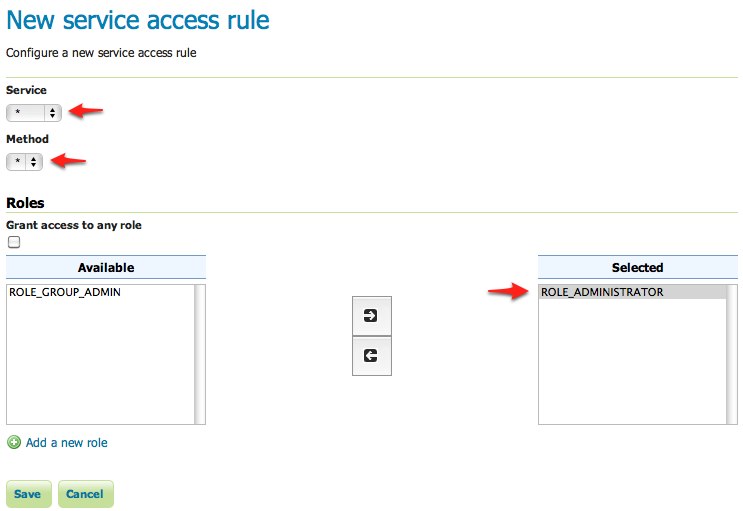 New service access rule
Configure a new service access rule
Service
*
Method
*
Roles
Grant access to any role
Available
Selected
ROLE_GROUP_ADMIN
ROLE_ADMINISTRATOR
Add a new role
Save
Cancel